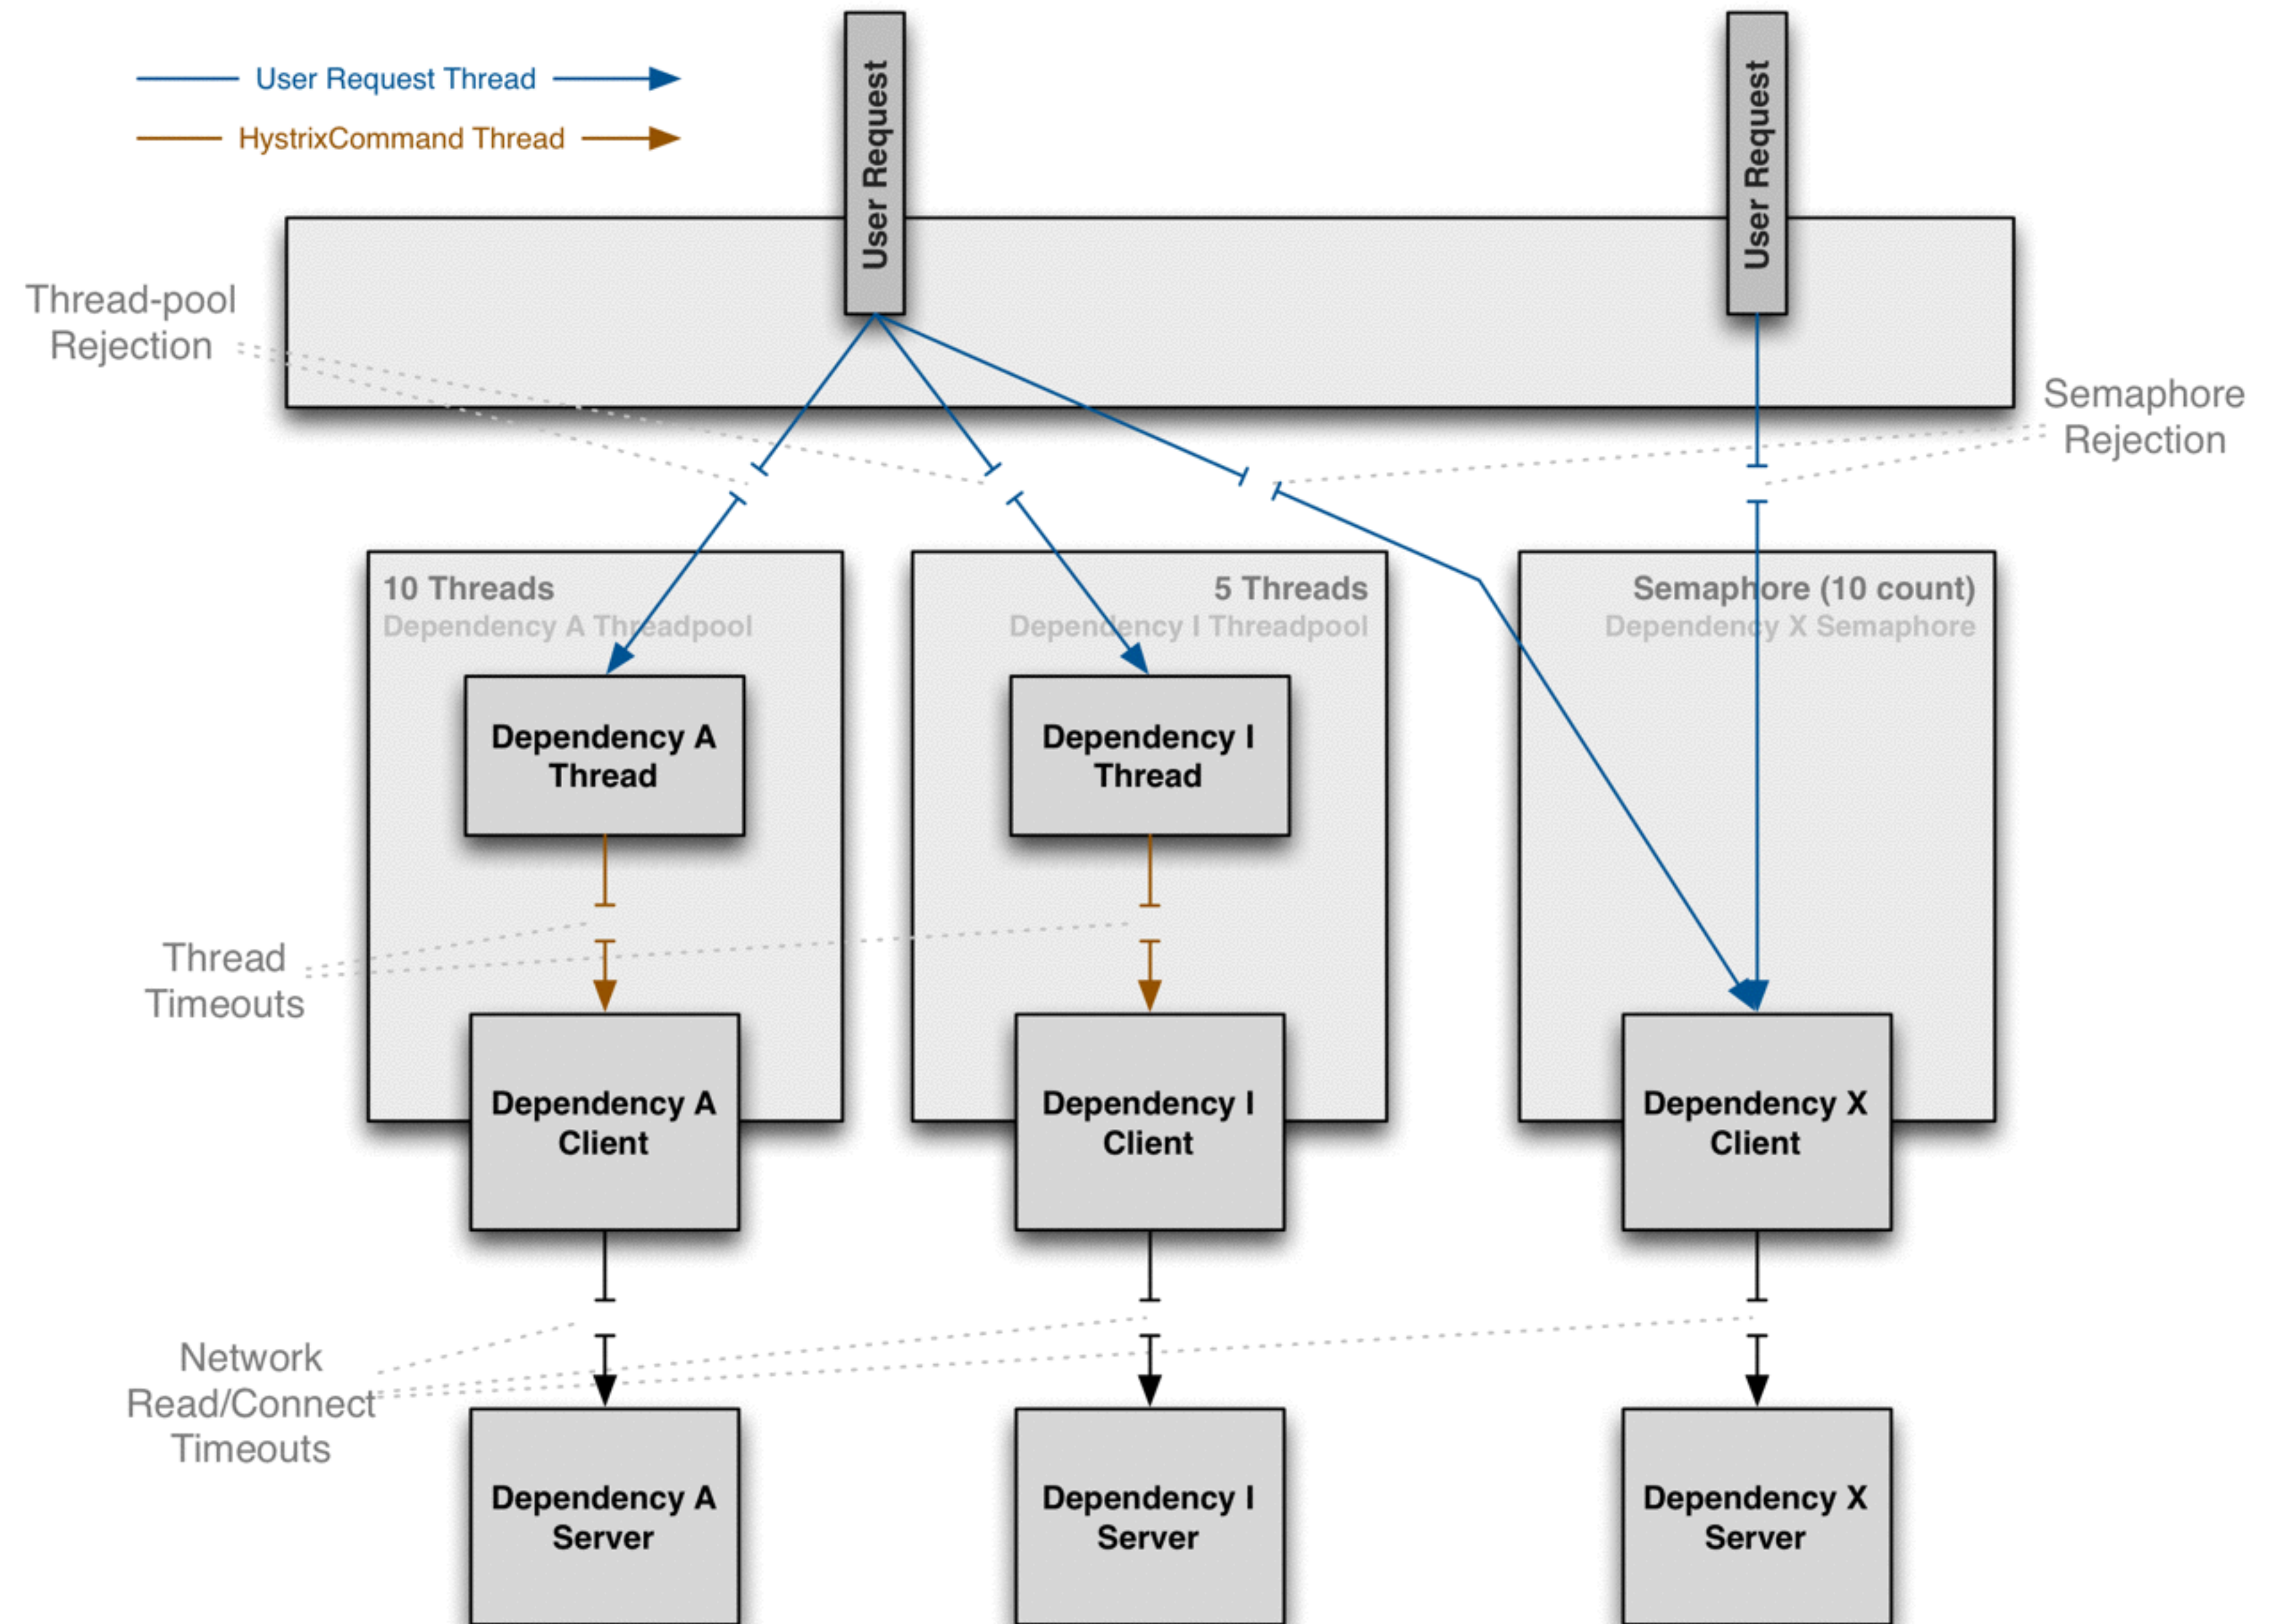 User Request Thread
HystrixCommand Thread
User Request
User Request
Thread-pool
Rejection
Semaphore
Rejection
10 Threads
Dependency A Threadpool
5 Threads
Dependency I Threadpool
Semaphore (10 count)
Dependency X Semaphore
Dependency A
Thread
Dependency I
Thread
Thread
Timeouts
Dependency A
Client
Dependency I
Client
Dependency X
Client
Network
Read/Connect
Timeouts
Dependency A
Server
Dependency I
Server
Dependency X
Server